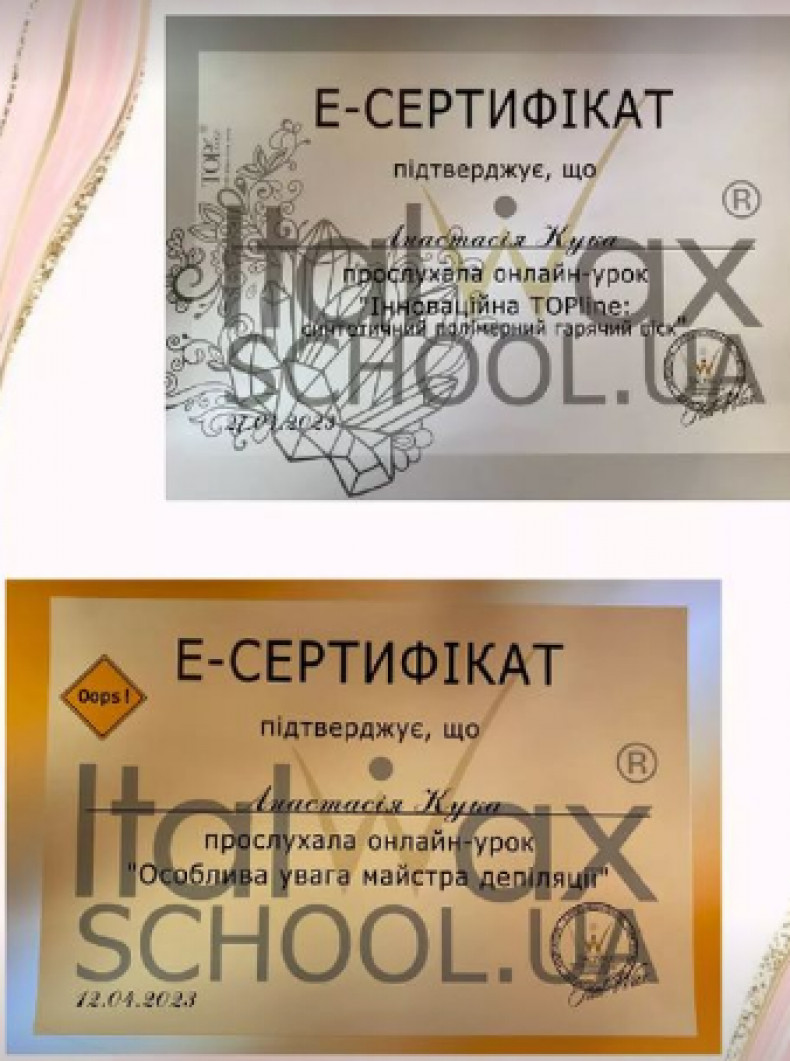 Е-СЕРТИФІКАТ
підтверджує, що
Анастасія Кука
прослухала онлайн-урок
"Інноваційна TOPline:
синтетичний полімерний гарячий віск"
Italwax ®
SCHOOL.UA
TOP
Е-СЕРТИФІКАТ
Oops!
підтверджує, що
Анастасія Кука
прослухала онлайн-урок
"Особлива увага майстра депіляції"
Italwax ®
SCHOOL.UA
12.04.2023